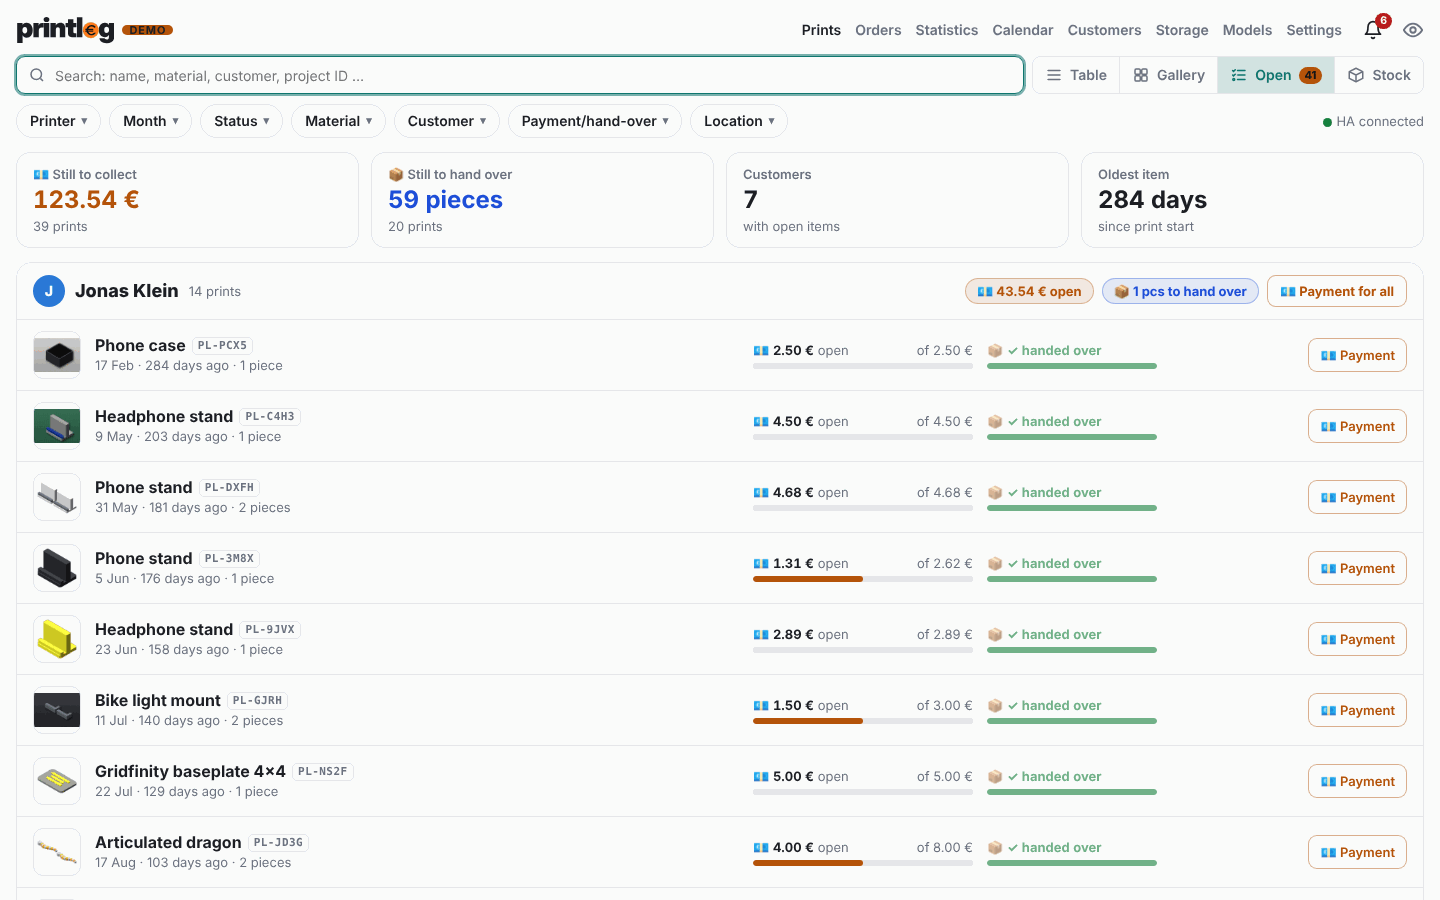 printl€g DEMO
Prints Orders Statistics Calendar Customers Storage Models Settings 6
Search: name, material, customer, project ID ...
Table Gallery Open 41 Stock
Printer ▾ Month ▾ Status ▾ Material ▾ Customer ▾ Payment/hand-over ▾ Location ▾
HA connected
💶 Still to collect
123.54 €
39 prints
📦 Still to hand over
59 pieces
20 prints
Customers
7
with open items
Oldest item
284 days
since print start
J Jonas Klein 14 prints
💶 43.54 € open 📦 1 pcs to hand over 💶 Payment for all
Phone case PL-PCX5
17 Feb · 284 days ago · 1 piece
💶 2.50 € open of 2.50 € 📦 ✓ handed over 💶 Payment
Headphone stand PL-C4H3
9 May · 203 days ago · 1 piece
💶 4.50 € open of 4.50 € 📦 ✓ handed over 💶 Payment
Phone stand PL-DXFH
31 May · 181 days ago · 2 pieces
💶 4.68 € open of 4.68 € 📦 ✓ handed over 💶 Payment
Phone stand PL-3M8X
5 Jun · 176 days ago · 1 piece
💶 1.31 € open of 2.62 € 📦 ✓ handed over 💶 Payment
Headphone stand PL-9JVX
23 Jun · 158 days ago · 1 piece
💶 2.89 € open of 2.89 € 📦 ✓ handed over 💶 Payment
Bike light mount PL-GJRH
11 Jul · 140 days ago · 2 pieces
💶 1.50 € open of 3.00 € 📦 ✓ handed over 💶 Payment
Gridfinity baseplate 4×4 PL-NS2F
22 Jul · 129 days ago · 1 piece
💶 5.00 € open of 5.00 € 📦 ✓ handed over 💶 Payment
Articulated dragon PL-JD3G
17 Aug · 103 days ago · 2 pieces
💶 4.00 € open of 8.00 € 📦 ✓ handed over 💶 Payment